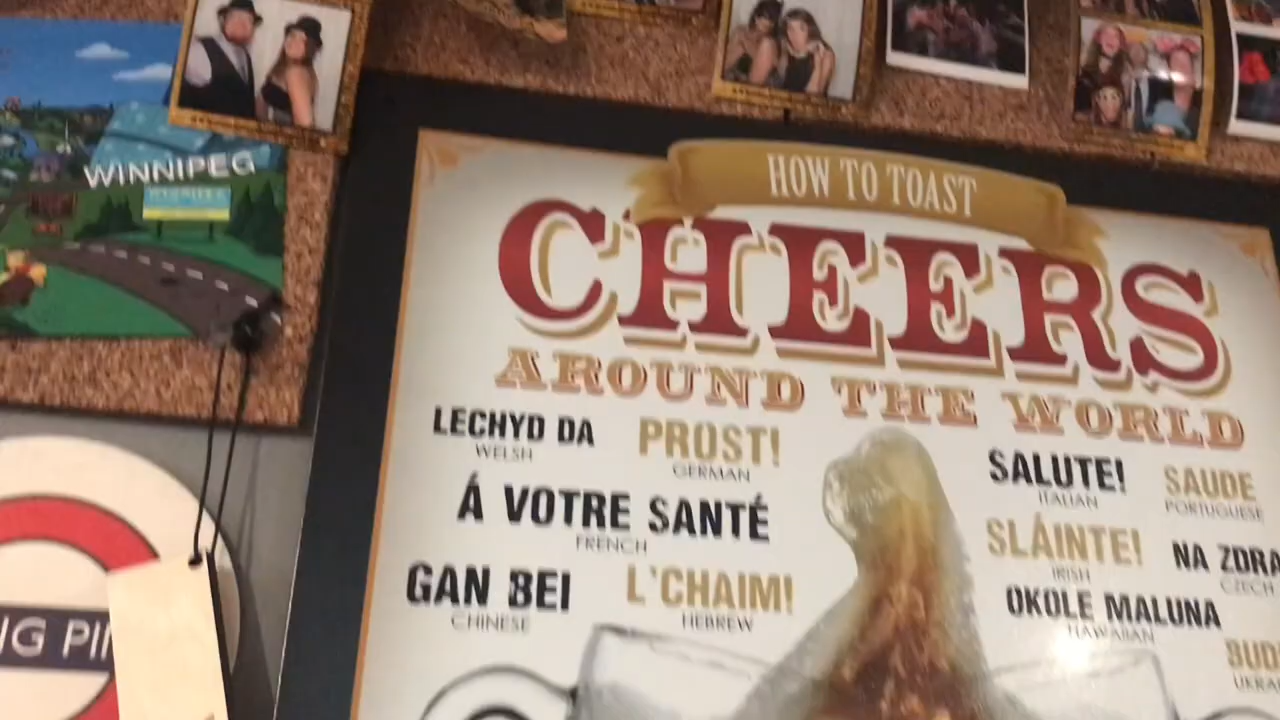 WINNIPEG
HOW TO TOAST
CHEERS
AROUND THE WORLD
LECHYD DA
WELSH
PROST!
GERMAN
Á VOTRE SANTÉ
FRENCH
GAN BEI
CHINESE
L'CHAIM!
HEBREW
SALUTE!
ITALIAN
SAUDE
PORTUGUESE
SLÁINTE!
IRISH
NA ZDRA
CZECH
OKOLE MALUNA
HAWAIIAN